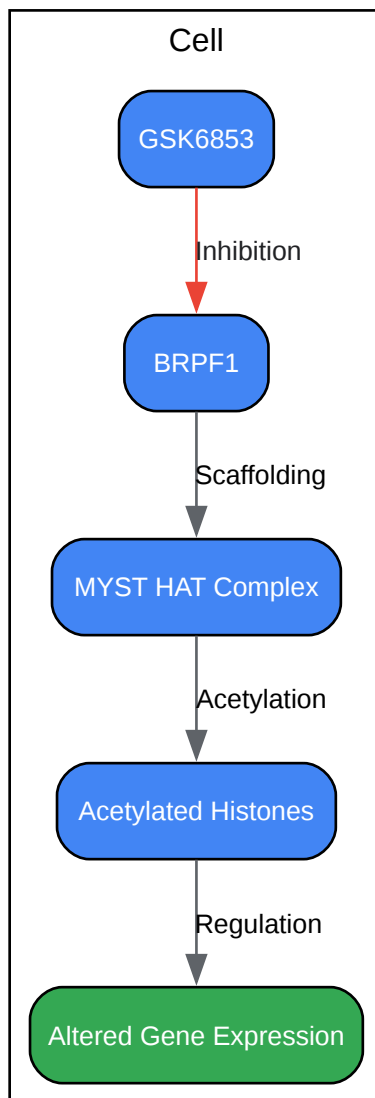 Cell
GSK6853
Inhibition
BRPF1
Scaffolding
MYST HAT Complex
Acetylation
Acetylated Histones
Regulation
Altered Gene Expression